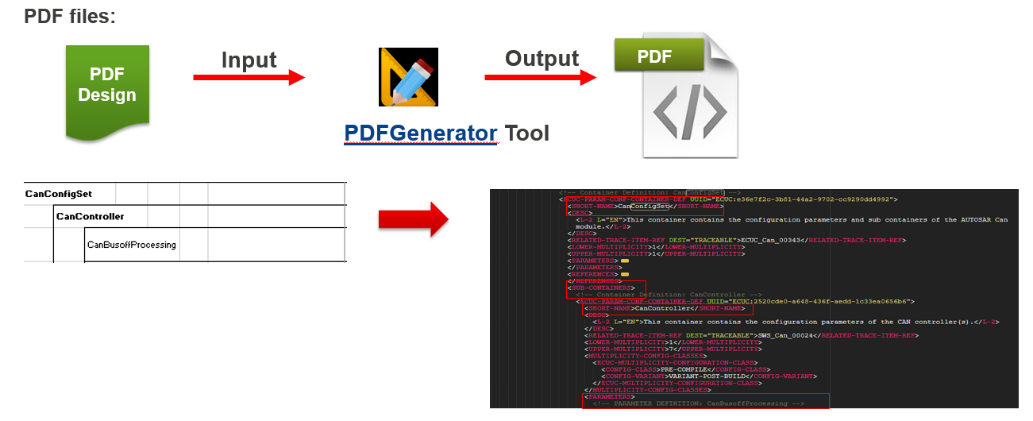 PDF files:
PDF
Design
Input
PDFGenerator Tool
Output
PDF
</>
CanConfigSet
CanController
CanBusoffProcessing
<!-- Container Definition: CanConfigSet -->
<ECUC-PARAM-CONF-CONTAINER-DEF UUID="ECUC:e36e7f2c-3b81-44a2-9702-cc9290dd4992">
<SHORT-NAME>CanConfigSet</SHORT-NAME>
<DESC>
<L-2 L="EN">This container contains the configuration parameters and sub containers of the AUTOSAR Can
module.</L-2>
</DESC>
<RELATED-TRACE-ITEM-REF DEST="TRACEABLE">ECUC_Can_00343</RELATED-TRACE-ITEM-REF>
<LOWER-MULTIPLICITY>1</LOWER-MULTIPLICITY>
<UPPER-MULTIPLICITY>1</UPPER-MULTIPLICITY>
<PARAMETERS>
</PARAMETERS>
<REFERENCES>
</REFERENCES>
<SUB-CONTAINERS>
<!-- Container Definition: CanController -->
<ECUC-PARAM-CONF-CONTAINER-DEF UUID="ECUC:2520cde0-a648-436f-aedd-1c33ea0656b6">
<SHORT-NAME>CanController</SHORT-NAME>
<DESC>
<L-2 L="EN">This container contains the configuration parameters of the CAN controller(s).</L-2>
</DESC>
<RELATED-TRACE-ITEM-REF DEST="TRACEABLE">SWS_Can_00024</RELATED-TRACE-ITEM-REF>
<LOWER-MULTIPLICITY>1</LOWER-MULTIPLICITY>
<UPPER-MULTIPLICITY>7</UPPER-MULTIPLICITY>
<MULTIPLICITY-CONFIG-CLASSES>
<ECUC-MULTIPLICITY-CONFIGURATION-CLASS>
<CONFIG-CLASS>PRE-COMPILE</CONFIG-CLASS>
<CONFIG-VARIANT>VARIANT-POST-BUILD</CONFIG-VARIANT>
</ECUC-MULTIPLICITY-CONFIGURATION-CLASS>
</MULTIPLICITY-CONFIG-CLASSES>
<PARAMETERS>
<!-- PARAMETER DEFINITION: CanBusoffProcessing -->